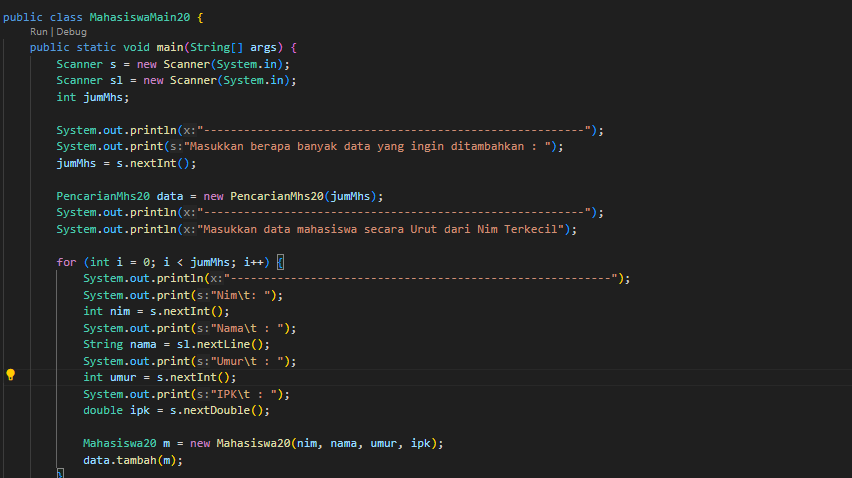 public class MahasiswaMain20 {
Run | Debug
public static void main(String[] args) {
Scanner s = new Scanner(System.in);
Scanner sl = new Scanner(System.in);
int jumMhs;
System.out.println(x:"----------------------------------------------------------");
System.out.print(s:"Masukkan berapa banyak data yang ingin ditambahkan : ");
jumMhs = s.nextInt();
PencarianMhs20 data = new PencarianMhs20(jumMhs);
System.out.println(x:"----------------------------------------------------------");
System.out.println(x:"Masukkan data mahasiswa secara Urut dari Nim Terkecil");
for (int i = 0; i < jumMhs; i++) {
System.out.println(x:"----------------------------------------------------------");
System.out.print(s:"Nim\t: ");
int nim = s.nextInt();
System.out.print(s:"Nama\t : ");
String nama = sl.nextLine();
System.out.print(s:"Umur\t : ");
int umur = s.nextInt();
System.out.print(s:"IPK\t : ");
double ipk = s.nextDouble();
Mahasiswa20 m = new Mahasiswa20(nim, nama, umur, ipk);
data.tambah(m);
}